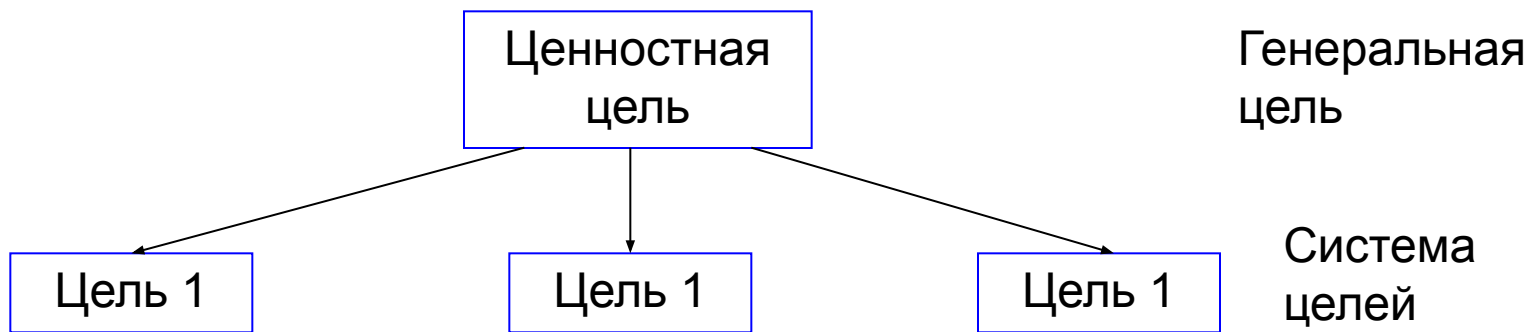 Ценностная
цель
Генеральная
цель
Цель 1
Цель 1
Цель 1
Система
целей